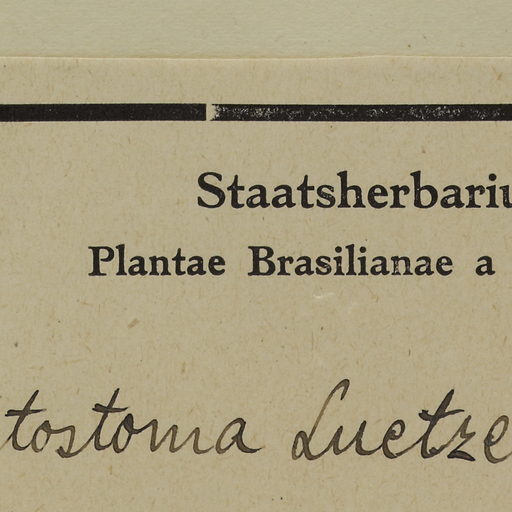 Staatsherbariu
Plantae Brasilianae a
tostoma Luetze